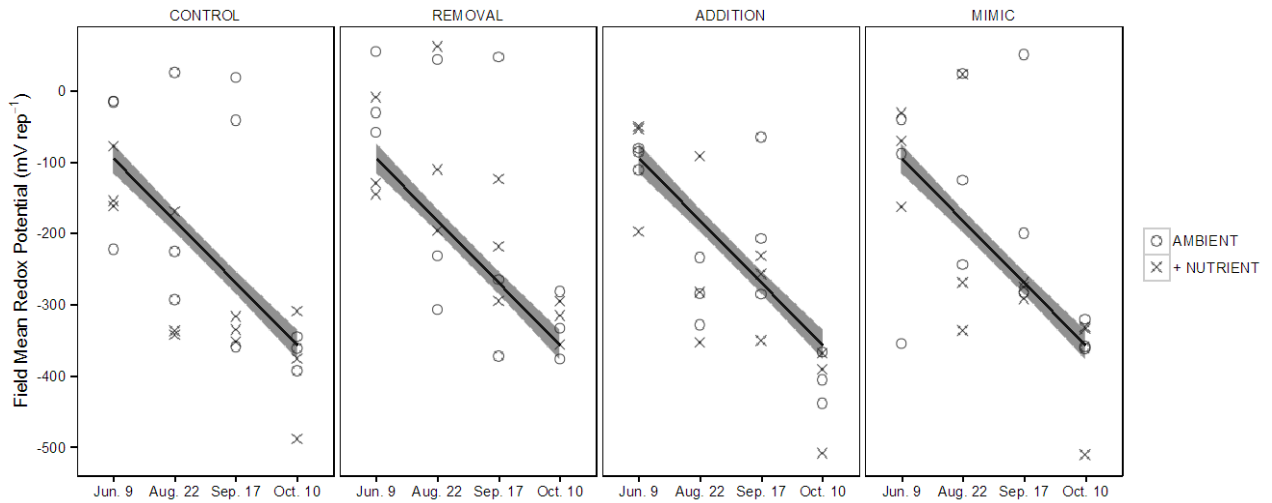 CONTROL REMOVAL ADDITION MIMIC
Field Mean Redox Potential (mV rep⁻¹)
0
-100
-200
-300
-400
-500
Jun. 9 Aug. 22 Sep. 17 Oct. 10 Jun. 9 Aug. 22 Sep. 17 Oct. 10 Jun. 9 Aug. 22 Sep. 17 Oct. 10 Jun. 9 Aug. 22 Sep. 17 Oct. 10
AMBIENT
+ NUTRIENT